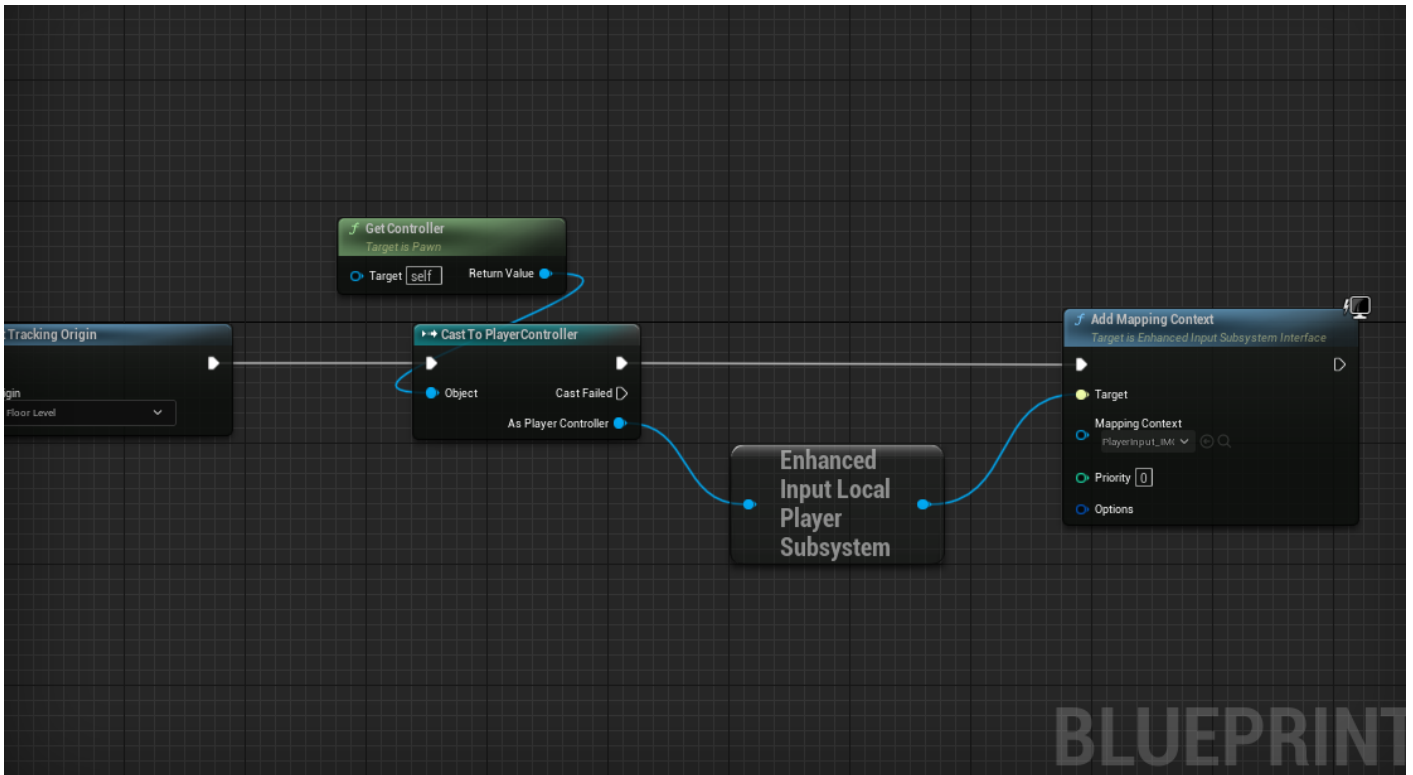 f Get Controller
Target is Pawn
Target self Return Value
Tracking Origin
Floor Level
Cast To PlayerController
Object Cast Failed
As Player Controller
Enhanced
Input Local
Player
Subsystem
f Add Mapping Context
Target is Enhanced Input Subsystem Interface
Target
Mapping Context
PlayerInput_IM
Priority 0
Options
BLUEPRINT